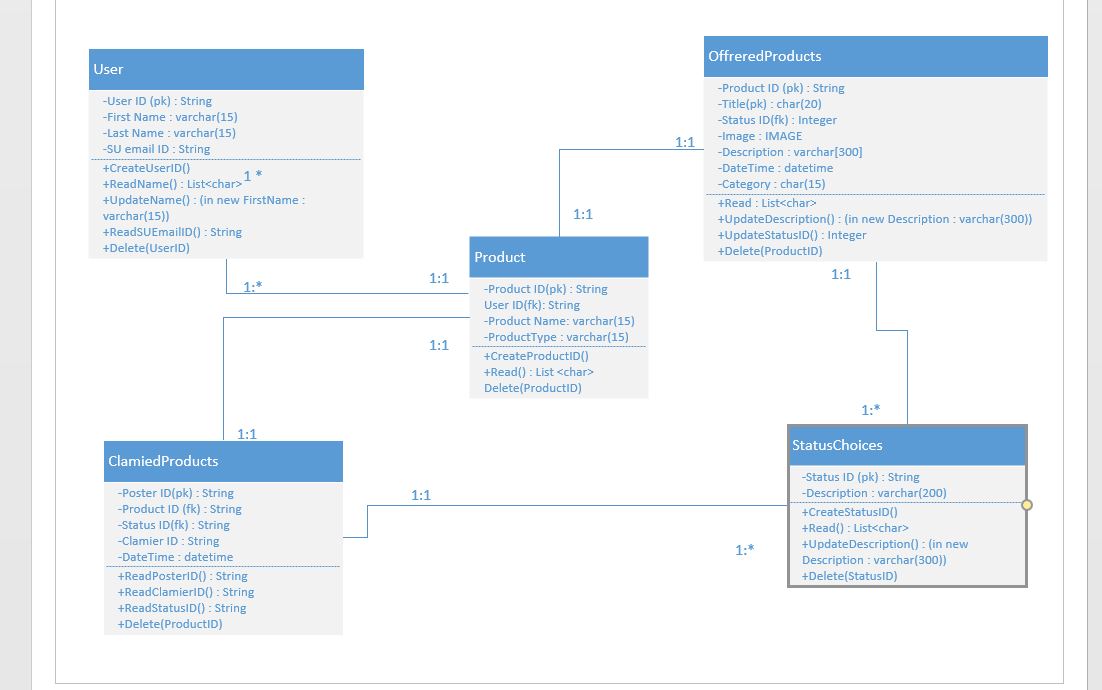 User
-User ID (pk) : String
-First Name : varchar(15)
-Last Name : varchar(15)
-SU email ID : String
+CreateUserID()
+ReadName() : List<char>
1 *
+UpdateName() : (in new FirstName :
varchar(15))
+ReadSUEmailID() : String
+Delete(UserID)
OffreredProducts
-Product ID (pk) : String
-Title(pk) : char(20)
-Status ID(fk) : Integer
-Image : IMAGE
-Description : varchar[300]
-DateTime : datetime
-Category : char(15)
+Read : List<char>
+UpdateDescription() : (in new Description : varchar(300))
+UpdateStatusID() : Integer
+Delete(ProductID)
1:1
1:1
1:*
1:1
1:1
Product
-Product ID(pk) : String
User ID(fk): String
-Product Name: varchar(15)
-ProductType : varchar(15)
+CreateProductID()
+Read() : List <char>
Delete(ProductID)
1:1
1:1
1:*
ClamiedProducts
-Poster ID(pk) : String
-Product ID (fk) : String
-Status ID(fk) : String
-Clamier ID : String
-DateTime : datetime
+ReadPosterID() : String
+ReadClamierID() : String
+ReadStatusID() : String
+Delete(ProductID)
1:1
1:*
StatusChoices
-Status ID (pk) : String
-Description : varchar(200)
+CreateStatusID()
+Read() : List<char>
+UpdateDescription() : (in new
Description : varchar(300))
+Delete(StatusID)